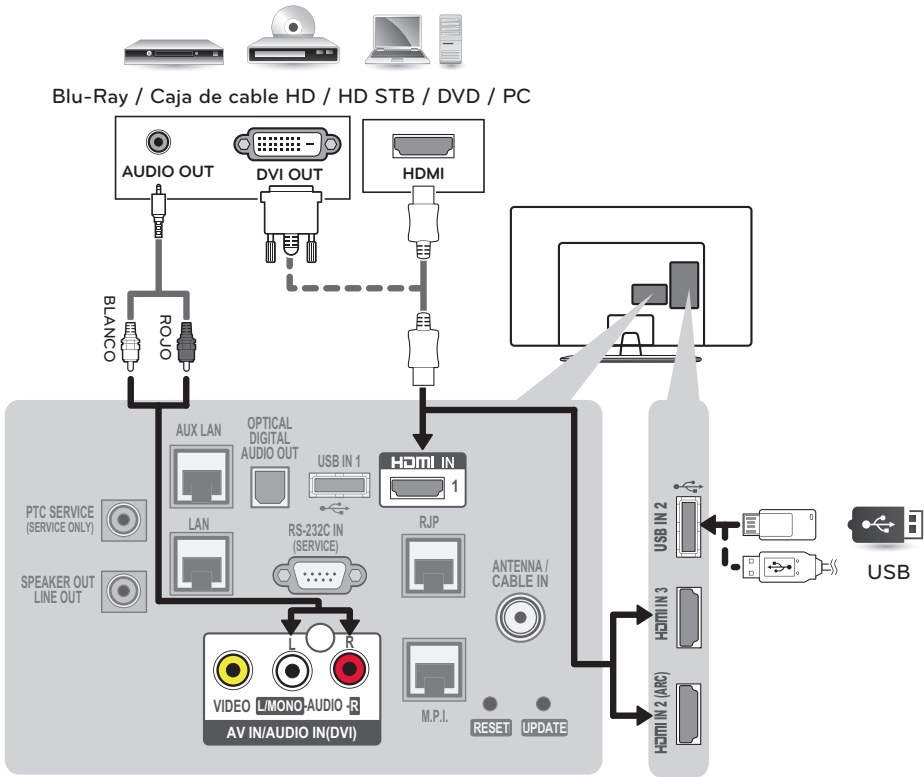 Blu-Ray / Caja de cable HD / HD STB / DVD / PC
AUDIO OUT
DVI OUT
HDMI
BLANCO
ROJO
AUX LAN
OPTICAL
DIGITAL
AUDIO OUT
USB IN 1
HDMI IN
1
PTC SERVICE
(SERVICE ONLY)
LAN
RS-232C IN
(SERVICE)
RJP
SPEAKER OUT
LINE OUT
ANTENNA /
CABLE IN
L
R
VIDEO L/MONO-AUDIO -R
AV IN/AUDIO IN(DVI)
M.P.I.
RESET
UPDATE
USB IN 2
HDMI IN 3
HDMI IN 2 (ARC)
USB